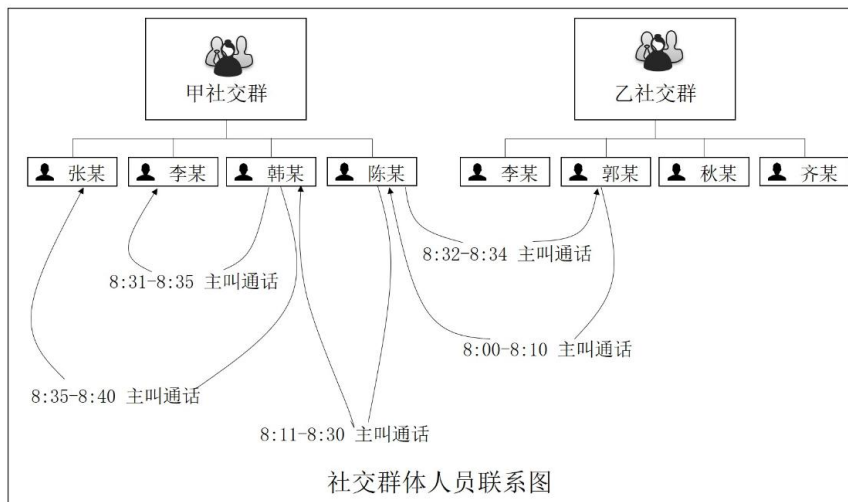 甲社交群
乙社交群
张某
李某
韩某
陈某
李某
郭某
秋某
齐某
8:32-8:34 主叫通话
8:31-8:35 主叫通话
8:00-8:10 主叫通话
8:35-8:40 主叫通话
8:11-8:30 主叫通话
社交群体人员联系图